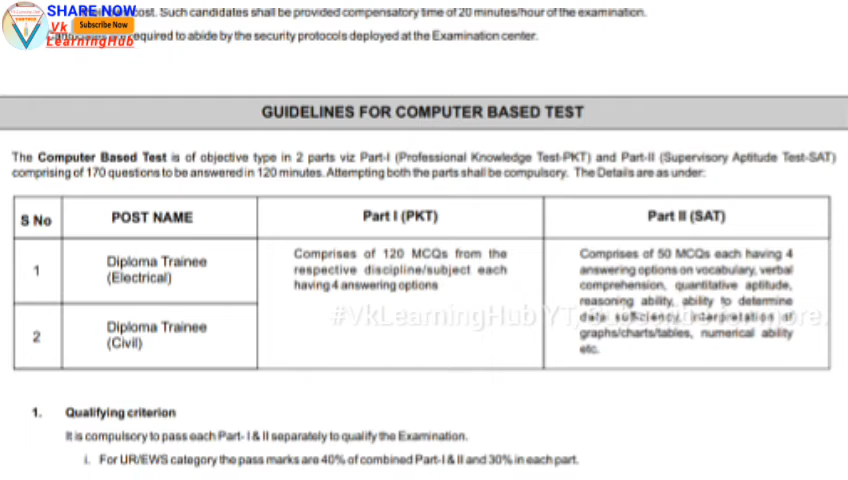 SHARE NOW
Vk
Subscribe Now
LearningHub
cost. Such candidates shall be provided compensatory time of 20 minutes/hour of the examination.
required to abide by the security protocols deployed at the Examination center.
GUIDELINES FOR COMPUTER BASED TEST
The Computer Based Test is of objective type in 2 parts viz Part-I (Professional Knowledge Test-PKT) and Part-II (Supervisory Aptitude Test-SAT)
comprising of 170 questions to be answered in 120 minutes. Attempting both the parts shall be compulsory. The Details are as under:
S No POST NAME Part I (PKT) Part II (SAT)
1
Diploma Trainee
(Electrical)
Comprises of 120 MCQs from the
respective discipline/subject each
having 4 answering options
Comprises of 50 MCQs each having 4
answering options on vocabulary, verbal
comprehension, quantitative aptitude,
reasoning ability, ability to determine
data sufficiency, interpretation of
graphs/charts/tables, numerical ability
etc.
2
Diploma Trainee
(Civil)
#VkLearningHub YT
1. Qualifying criterion
It is compulsory to pass each Part- I & II separately to qualify the Examination.
i. For UR/EWS category the pass marks are 40% of combined Part-I & II and 30% in each part.